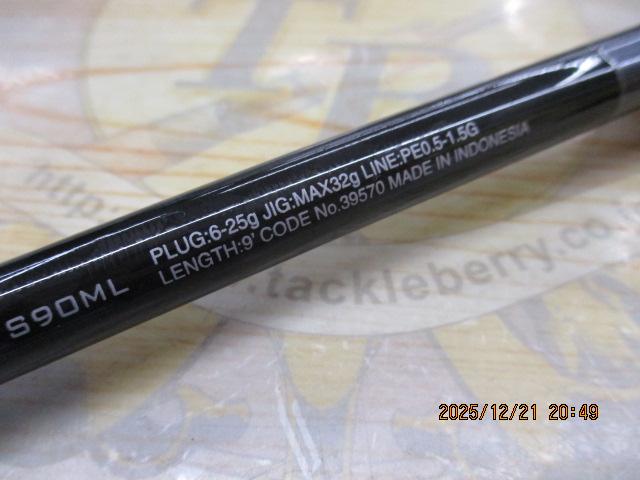 S90ML
PLUG:6-25g JIG:MAX32g LINE:PE0.5-1.5G
LENGTH:9' CODE No.39570 MADE IN INDONESIA
TB
.tackleberry.co.
2025/12/21 20:49